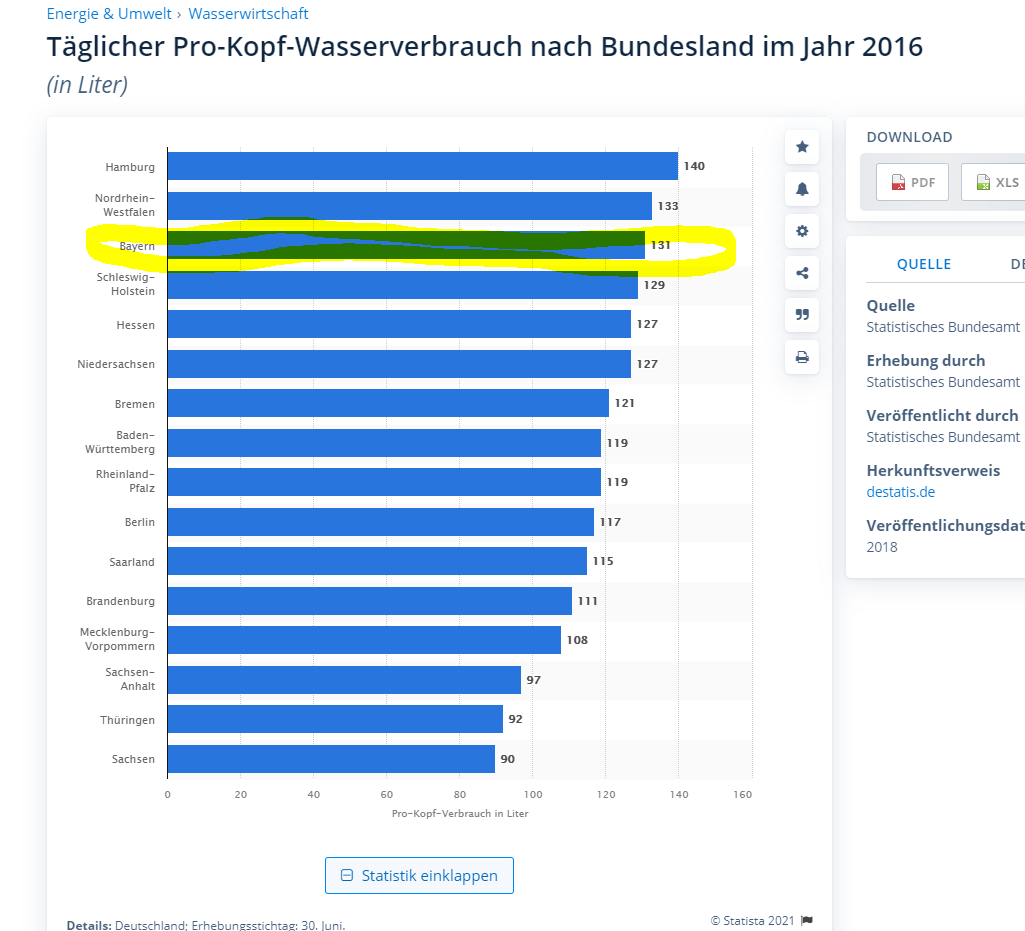 Energie & Umwelt › Wasserwirtschaft
Täglicher Pro-Kopf-Wasserverbrauch nach Bundesland im Jahr 2016
(in Liter)
Hamburg 140
Nordrhein-
Westfalen 133
Bayern 131
Schleswig-
Holstein 129
Hessen 127
Niedersachsen 127
Bremen 121
Baden-
Württemberg 119
Rheinland-
Pfalz 119
Berlin 117
Saarland 115
Brandenburg 111
Mecklenburg-
Vorpommern 108
Sachsen-
Anhalt 97
Thüringen 92
Sachsen 90
0 20 40 60 80 100 120 140 160
Pro-Kopf-Verbrauch in Liter
Statistik einklappen
Details: Deutschland; Erhebungsstichtag: 30. Juni.
© Statista 2021
DOWNLOAD
PDF XLS
QUELLE DE
Quelle
Statistisches Bundesamt
Erhebung durch
Statistisches Bundesamt
Veröffentlicht durch
Statistisches Bundesamt
Herkunftsverweis
destatis.de
Veröffentlichungsdat
2018